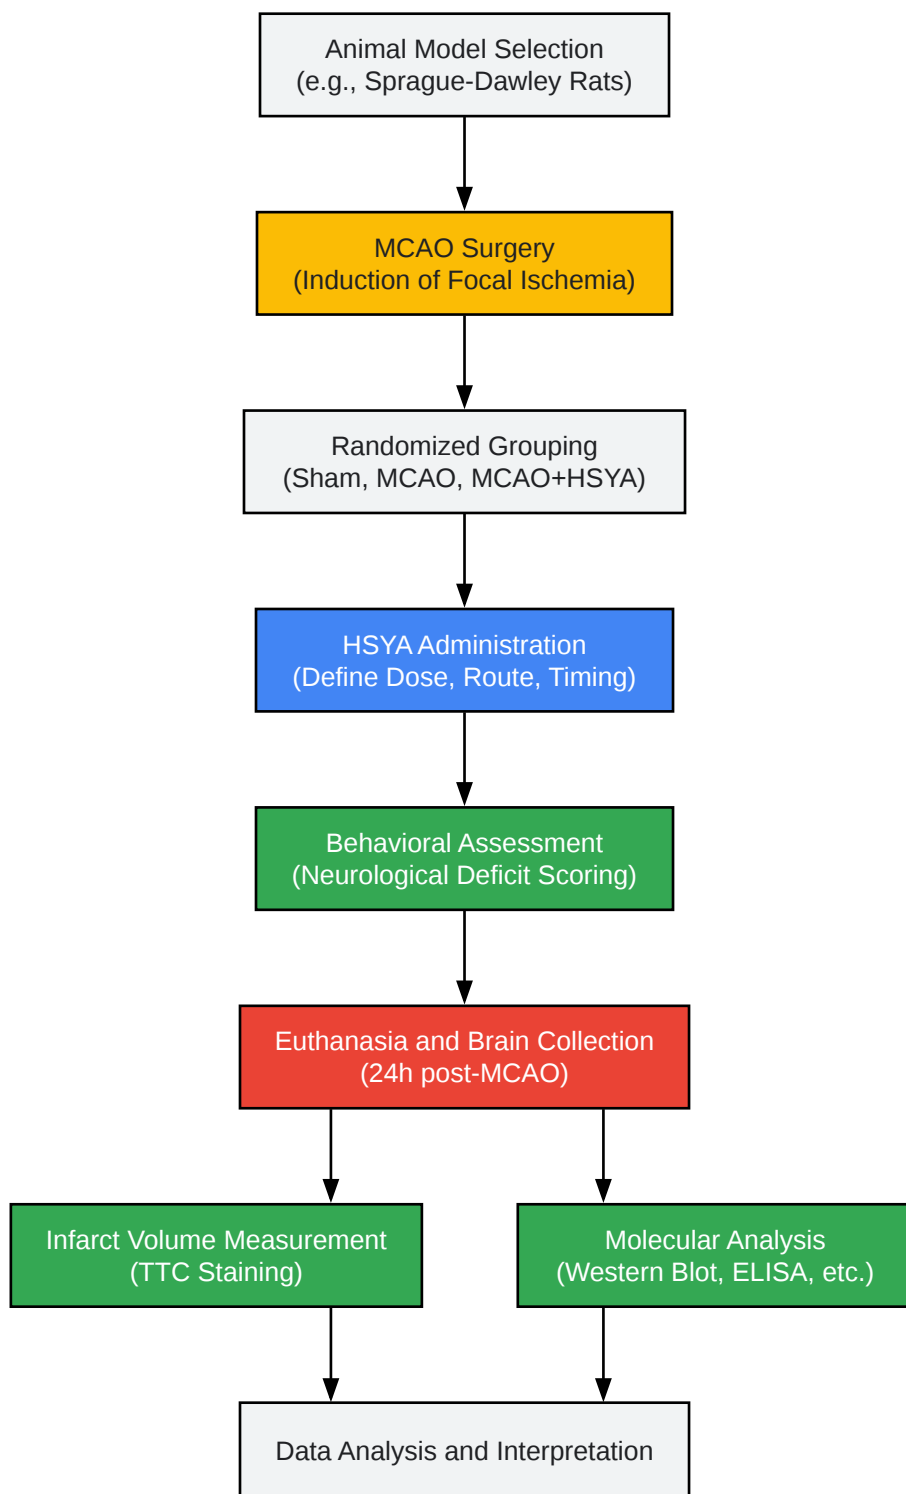 Animal Model Selection
(e.g., Sprague-Dawley Rats)
MCAO Surgery
(Induction of Focal Ischemia)
Randomized Grouping
(Sham, MCAO, MCAO+HSYA)
HSYA Administration
(Define Dose, Route, Timing)
Behavioral Assessment
(Neurological Deficit Scoring)
Euthanasia and Brain Collection
(24h post-MCAO)
Infarct Volume Measurement
(TTC Staining)
Molecular Analysis
(Western Blot, ELISA, etc.)
Data Analysis and Interpretation